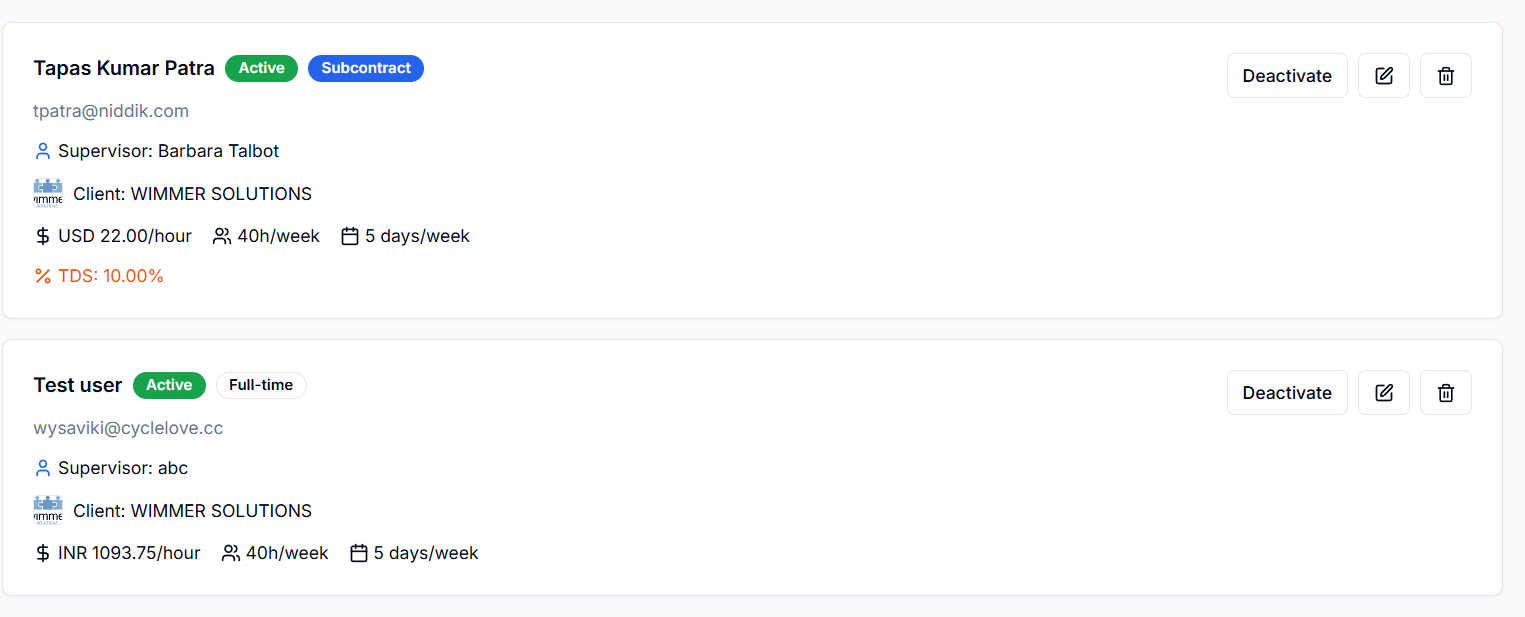 Tapas Kumar Patra Active Subcontract Deactivate
tpatra@niddik.com
Supervisor: Barbara Talbot
Client: WIMMER SOLUTIONS
$ USD 22.00/hour 40h/week 5 days/week
% TDS: 10.00%
Test user Active Full-time Deactivate
wysaviki@cyclelove.cc
Supervisor: abc
Client: WIMMER SOLUTIONS
$ INR 1093.75/hour 40h/week 5 days/week